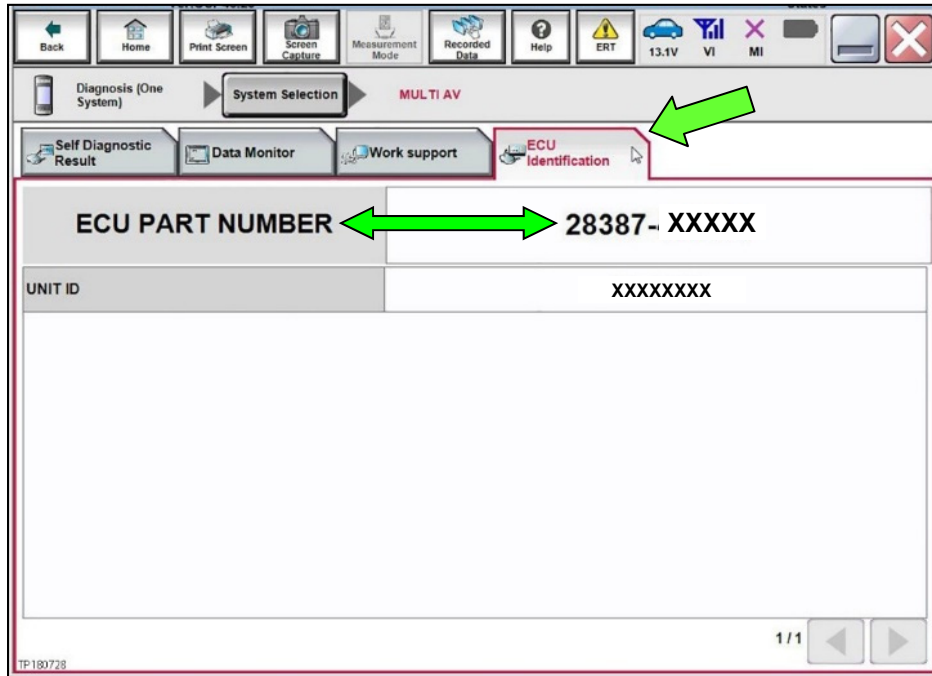 Back
Home
Print Screen
Screen
Capture
Measurement
Mode
Recorded
Data
Help
ERT
13.1V
VI
MI
Diagnosis (One
System)
System Selection
MULTI AV
Self Diagnostic
Result
Data Monitor
Work support
ECU
Identification
ECU PART NUMBER
28387- XXXXX
UNIT ID
XXXXXXXX
1/1
TP180728